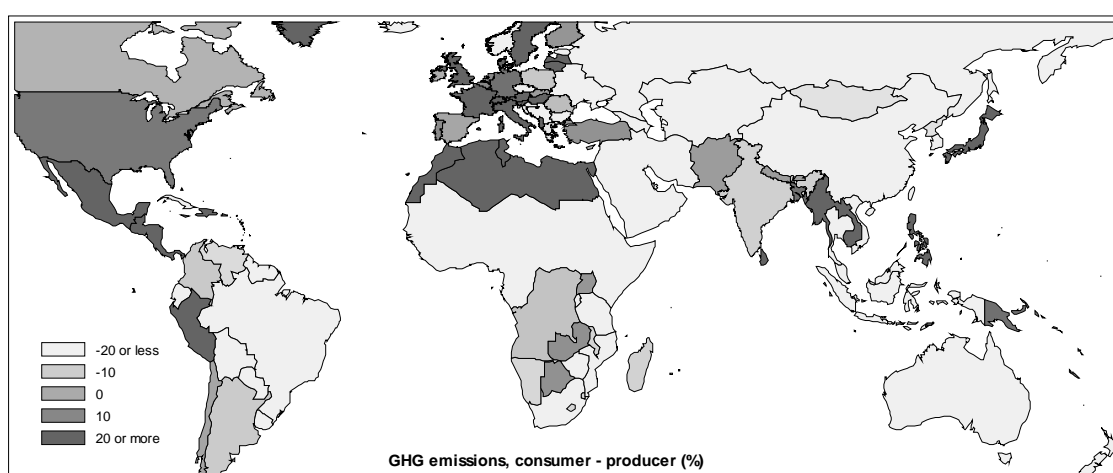 -20 or less
-10
0
10
20 or more
GHG emissions, consumer - producer (%)